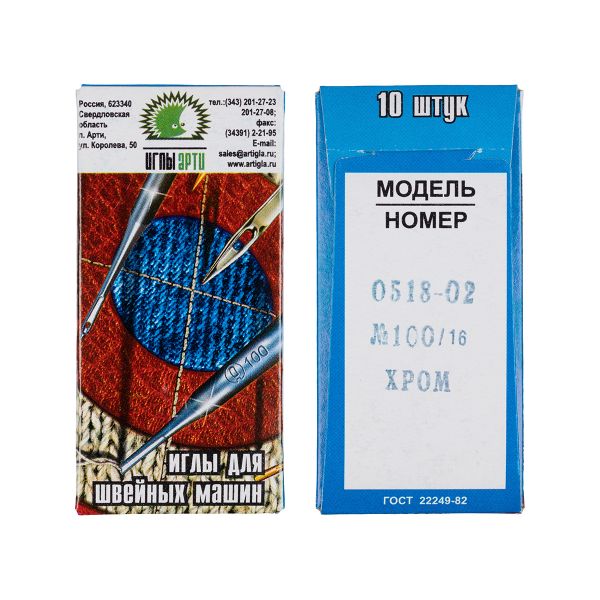 Россия, 623340
Свердловская
область
п. Арти,
ул. Королева, 50
ИГЛЫ АРТИ
тел.:(343) 201-27-23
201-27-08;
факс:
(34391) 2-21-95
E-mail:
sales@artigla.ru;
www.artigla.ru
100
ИГЛЫ ДЛЯ
ШВЕЙНЫХ МАШИН
10 ШТУК
МОДЕЛЬ
НОМЕР
0518-02
№100/16
ХРОМ
ГОСТ 22249-82